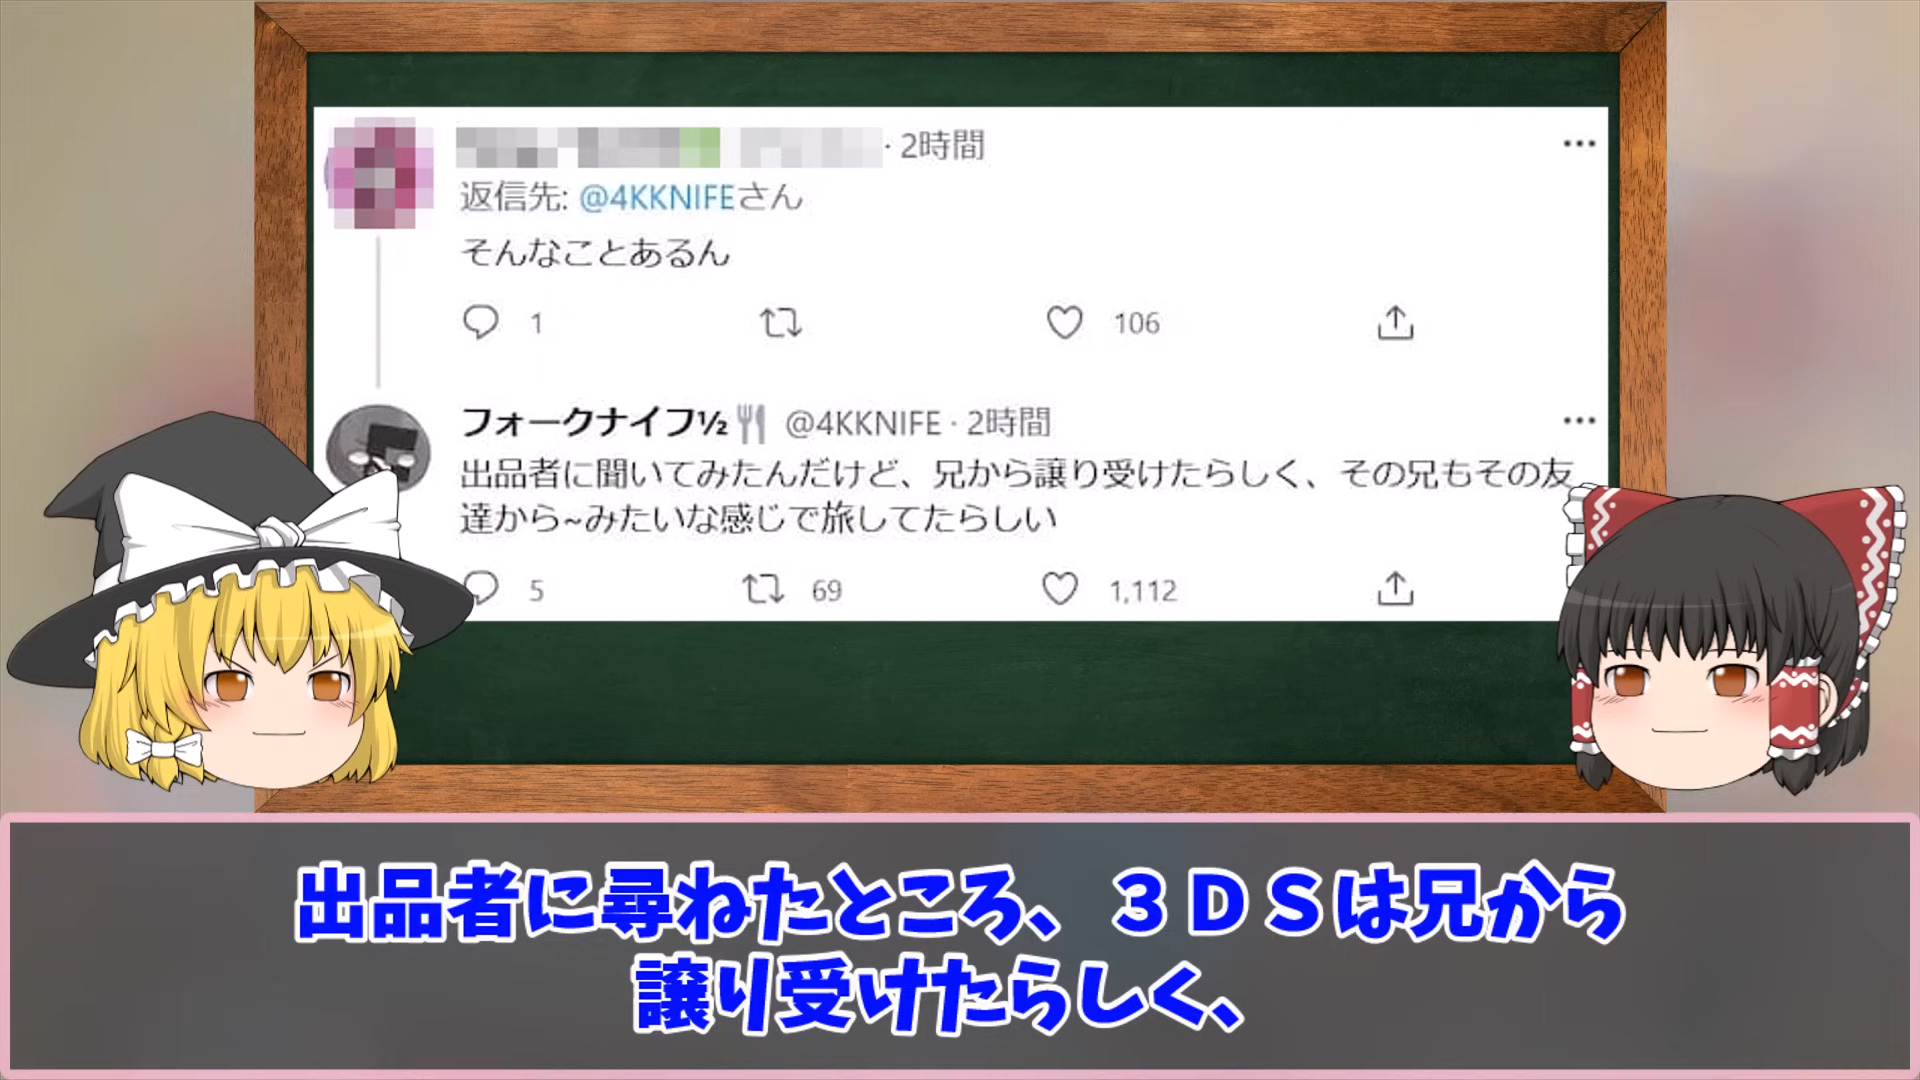 · 2時間
返信先: @4KKNIFEさん
そんなことあるん
1
106
フォークナイフ½🍴 @4KKNIFE · 2時間
出品者に聞いてみたんだけど、兄から譲り受けたらしく、その兄もその友
達から~みたいな感じで旅してたらしい
5
69
1,112
出品者に尋ねたところ、３ＤＳは兄から
譲り受けたらしく、